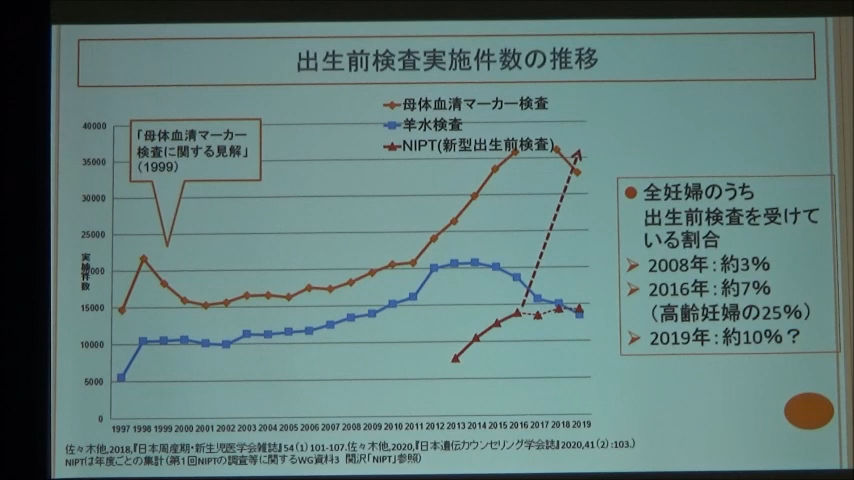 出生前検査実施件数の推移
母体血清マーカー検査
羊水検査
NIPT(新型出生前検査)
「母体血清マーカー
検査に関する見解」
(1999)
40000
35000
30000
25000
20000
15000
10000
5000
0
実施件数
1997 1998 1999 2000 2001 2002 2003 2004 2005 2006 2007 2008 2009 2010 2011 2012 2013 2014 2015 2016 2017 2018 2019
全妊婦のうち
出生前検査を受けて
いる割合
2008年:約3%
2016年:約7%
(高齢妊婦の25%)
2019年:約10%?
佐々木他,2018,『日本周産期・新生児医学会雑誌』54(1)101-107.佐々木他,2020,『日本遺伝カウンセリング学会誌』2020,41(2):103.)
NIPTは年度ごとの集計(第1回NIPTの調査等に関するWG資料3 関沢「NIPT」参照)